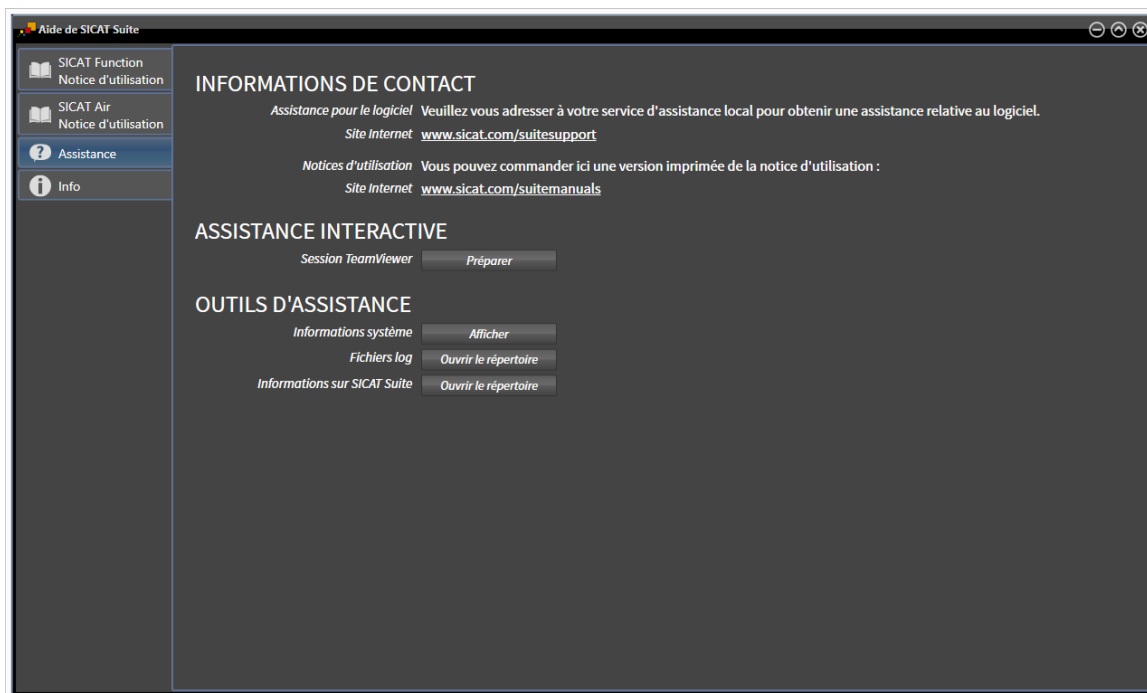 Aide de SICAT Suite
SICAT Function
Notice d'utilisation
SICAT Air
Notice d'utilisation
Assistance
Info
INFORMATIONS DE CONTACT
Assistance pour le logiciel Veuillez vous adresser à votre service d'assistance local pour obtenir une assistance relative au logiciel.
Site Internet www.sicat.com/suitesupport
Notices d'utilisation Vous pouvez commander ici une version imprimée de la notice d'utilisation :
Site Internet www.sicat.com/suitemanuals
ASSISTANCE INTERACTIVE
Session TeamViewer Préparer
OUTILS D'ASSISTANCE
Informations système Afficher
Fichiers log Ouvrir le répertoire
Informations sur SICAT Suite Ouvrir le répertoire